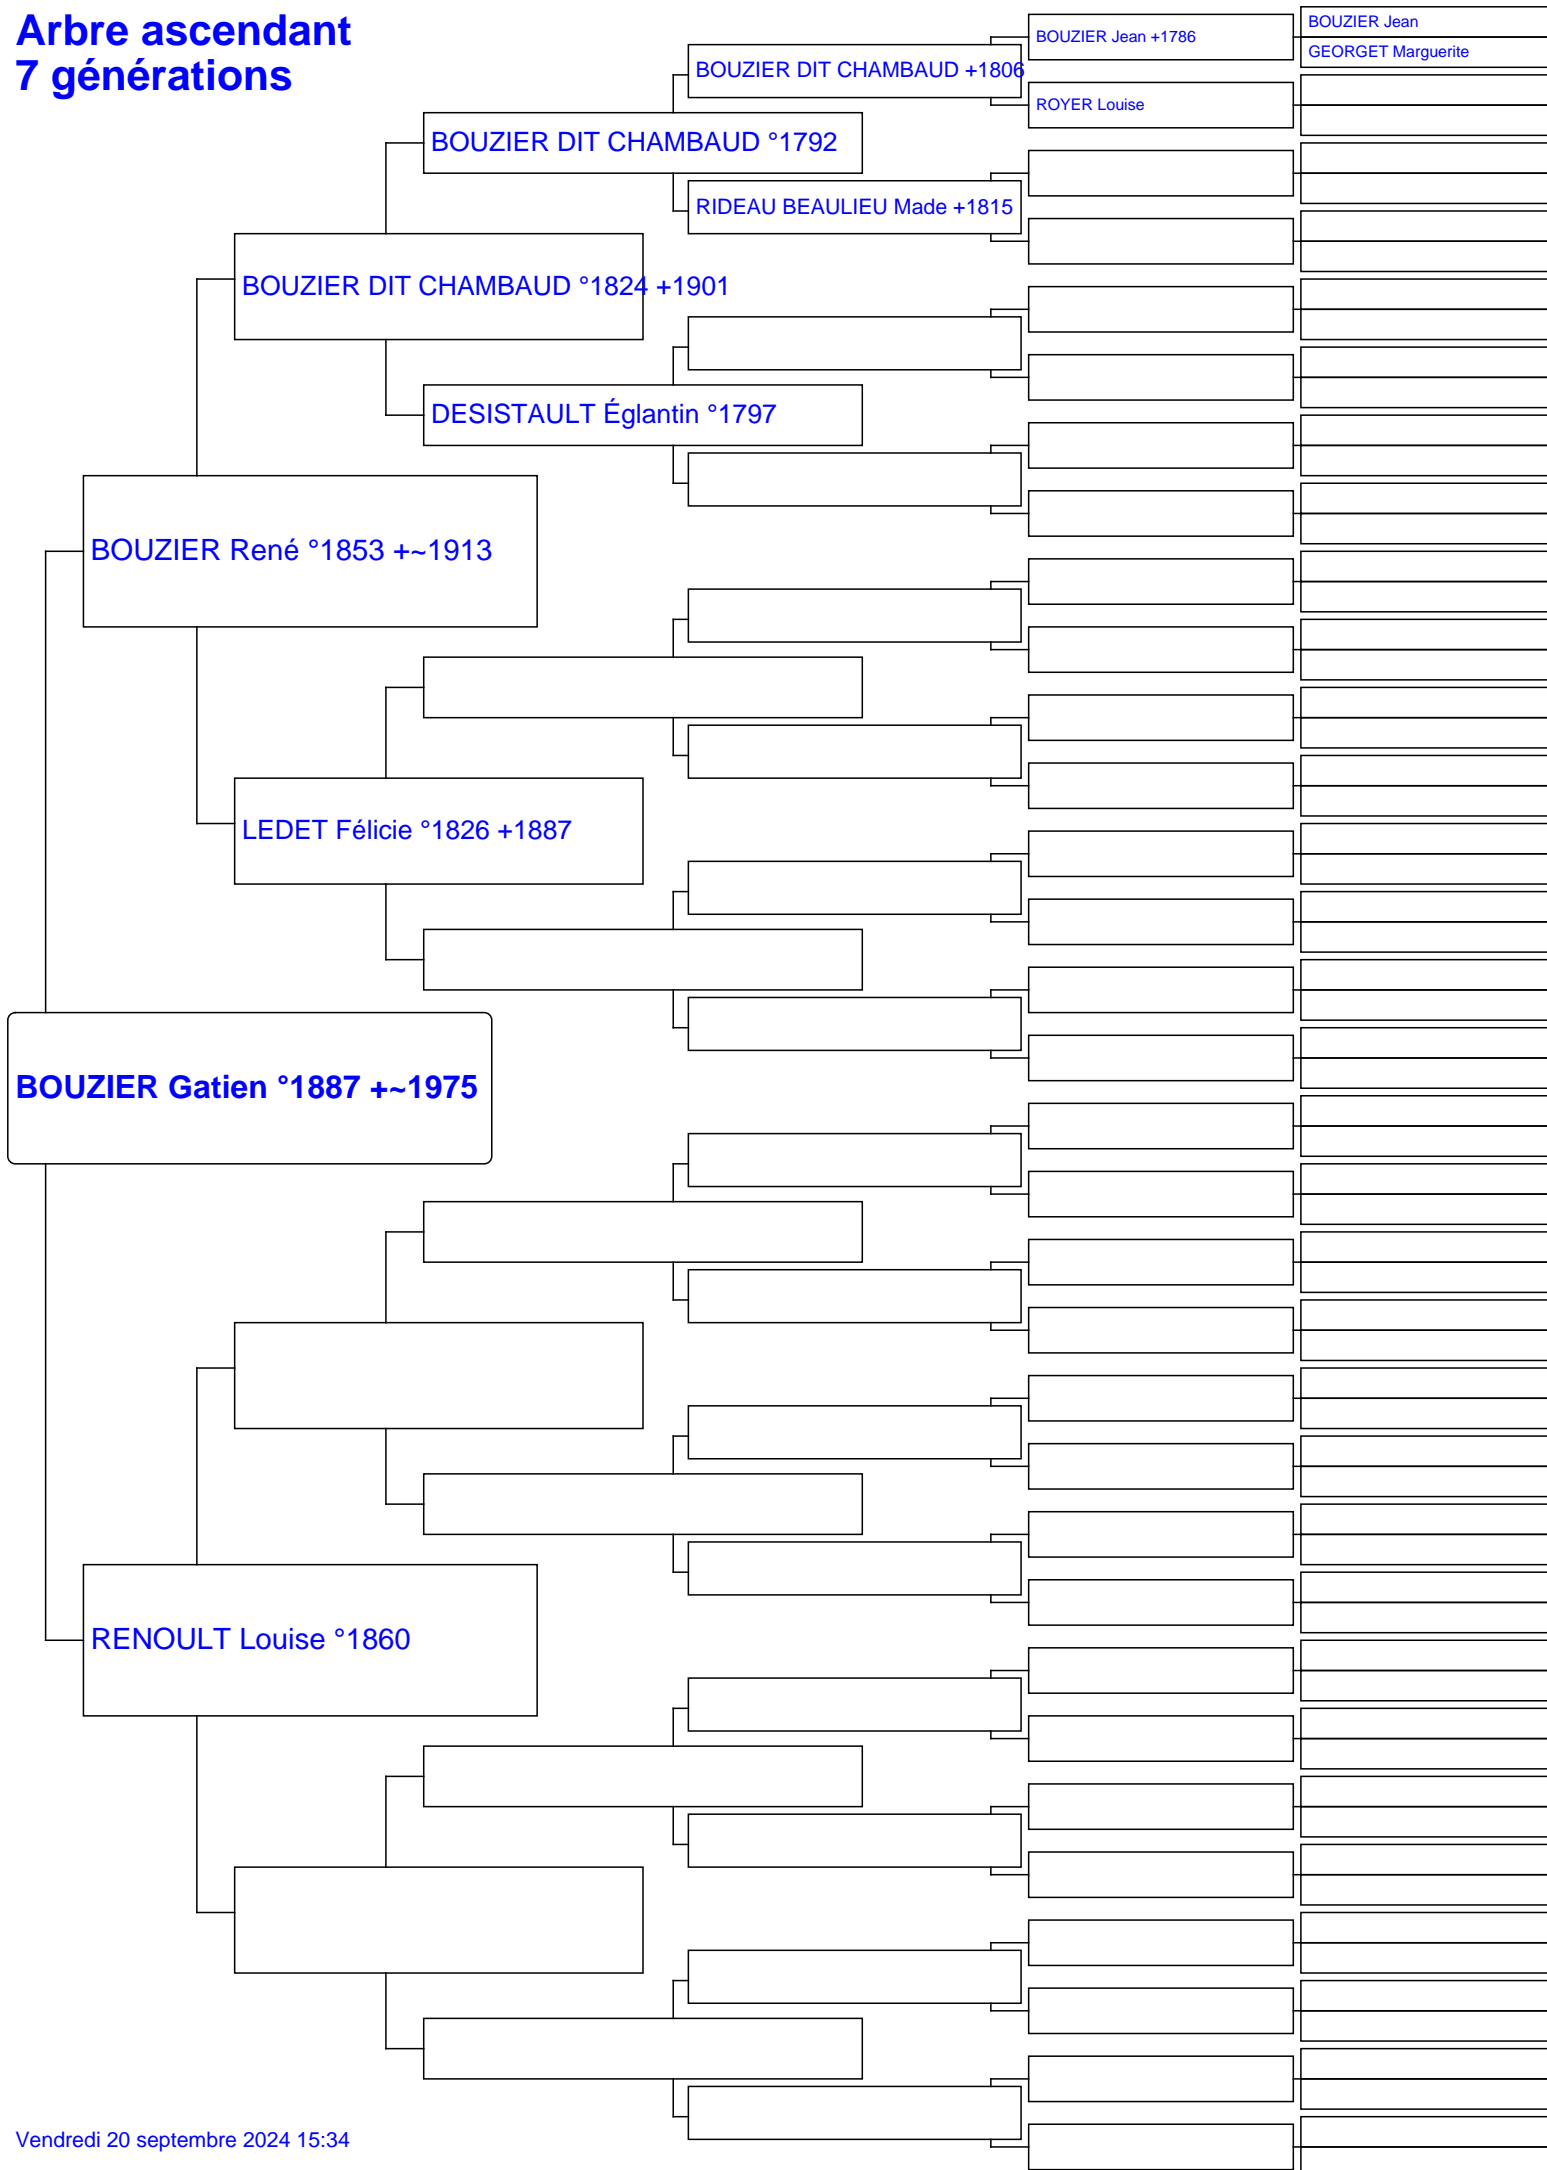 Arbre ascendant
7 générations
BOUZIER Jean
GEORGET Marguerite
BOUZIER Jean +1786
BOUZIER DIT CHAMBAUD +1806
ROYER Louise
BOUZIER DIT CHAMBAUD °1792
RIDEAU BEAULIEU Made +1815
BOUZIER DIT CHAMBAUD °1824 +1901
DESISTAULT Églantin °1797
BOUZIER René °1853 +~1913
LEDET Félicie °1826 +1887
BOUZIER Gatien °1887 +~1975
RENOULT Louise °1860
Vendredi 20 septembre 2024 15:34